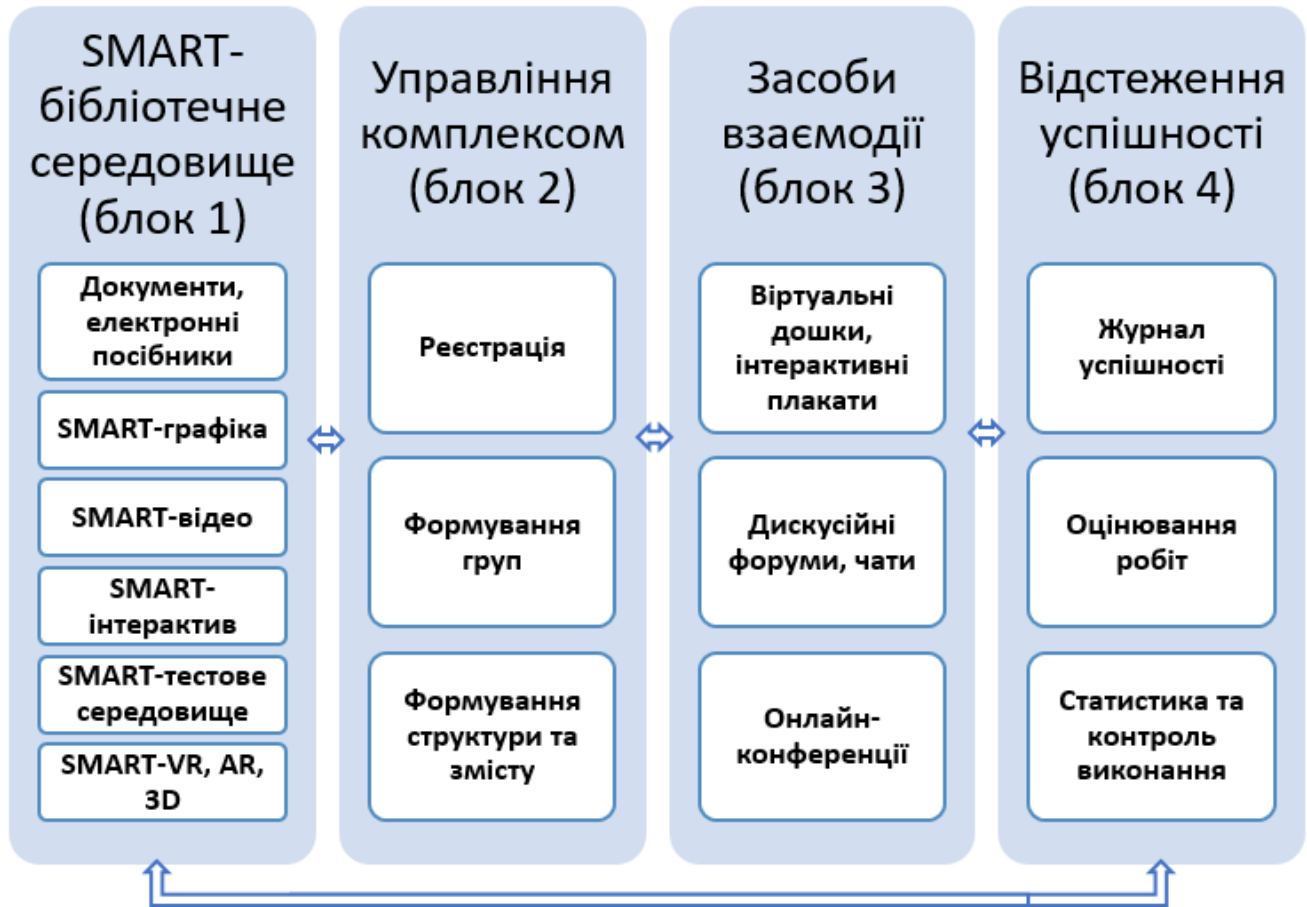 SMART-
бібліотечне
середовище
(блок 1)
Документи,
електронні
посібники
SMART-графіка
SMART-відео
SMART-
інтерактив
SMART-тестове
середовище
SMART-VR, AR,
3D
Управління
комплексом
(блок 2)
Реєстрація
Формування
груп
Формування
структури та
змісту
Засоби
взаємодії
(блок 3)
Віртуальні
дошки,
інтерактивні
плакати
Дискусійні
форуми, чати
Онлайн-
конференції
Відстеження
успішності
(блок 4)
Журнал
успішності
Оцінювання
робіт
Статистика та
контроль
виконання